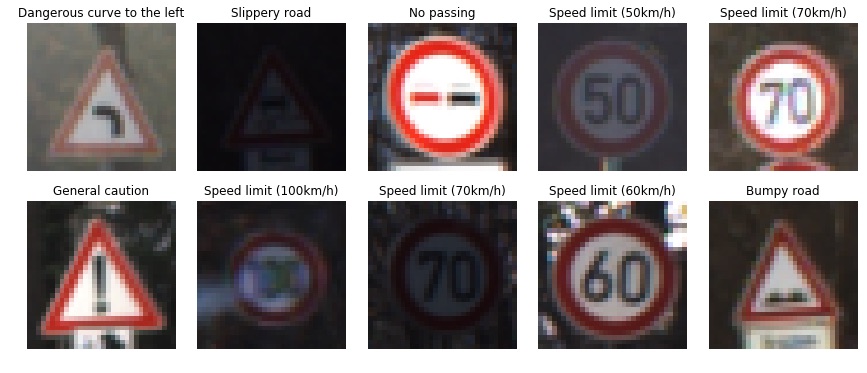 Dangerous curve to the left
Slippery road
No passing
Speed limit (50km/h)
Speed limit (70km/h)
50
70
General caution
Speed limit (100km/h)
Speed limit (70km/h)
Speed limit (60km/h)
Bumpy road
70
60